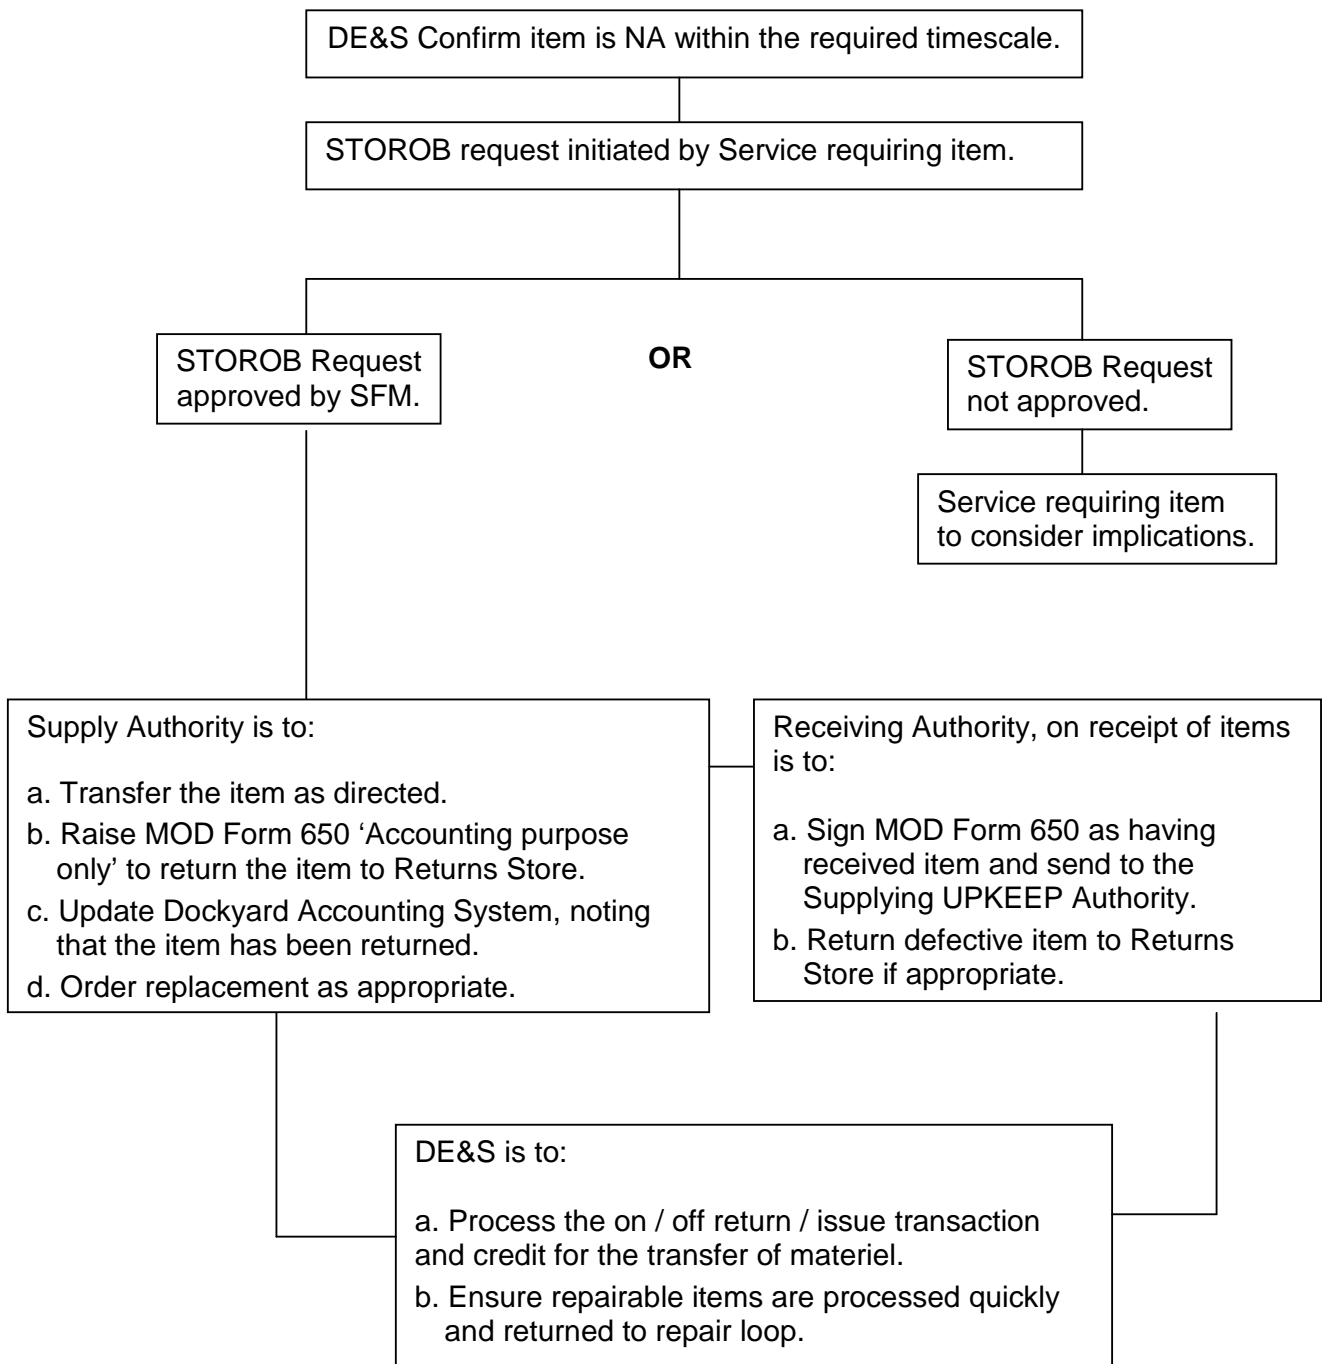 DE&S Confirm item is NA within the required timescale.
STOROB request initiated by Service requiring item.
STOROB Request
approved by SFM.
OR
STOROB Request
not approved.
Service requiring item
to consider implications.
Supply Authority is to:
a. Transfer the item as directed.
b. Raise MOD Form 650 ‘Accounting purpose
only’ to return the item to Returns Store.
c. Update Dockyard Accounting System, noting
that the item has been returned.
d. Order replacement as appropriate.
Receiving Authority, on receipt of items
is to:
a. Sign MOD Form 650 as having
received item and send to the
Supplying UPKEEP Authority.
b. Return defective item to Returns
Store if appropriate.
DE&S is to:
a. Process the on / off return / issue transaction
and credit for the transfer of materiel.
b. Ensure repairable items are processed quickly
and returned to repair loop.